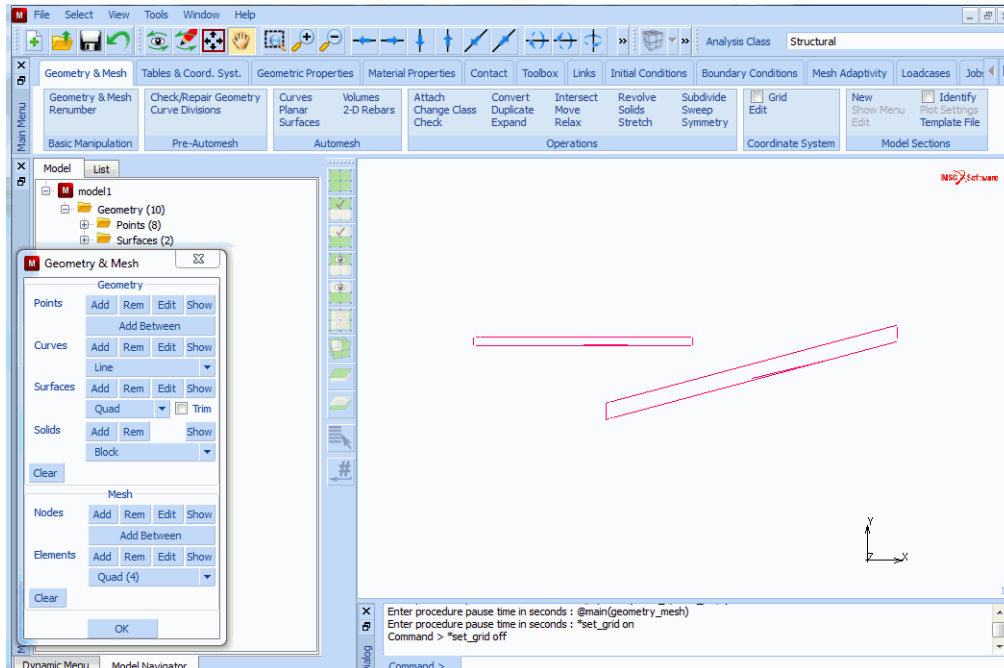 File Select View Tools Window Help
Analysis Class Structural
Geometry & Mesh Tables & Coord. Syst. Geometric Properties Material Properties Contact Toolbox Links Initial Conditions Boundary Conditions Mesh Adaptivity Loadcases Jobs
Geometry & Mesh Check/Repair Geometry Curves Volumes Attach Convert Intersect Revolve Subdivide Grid New Identify
Renumber Curve Divisions Planar 2-D Rebars Change Class Duplicate Move Solids Sweep Edit Show Menu Plot Settings
Surfaces Check Expand Relax Stretch Symmetry Edit Template File
Basic Manipulation Pre-Automesh Automesh Operations Coordinate System Model Sections
Main Menu
Model List
model1
Geometry (10)
Points (8)
Surfaces (2)
MSC Software
Geometry & Mesh
Geometry
Points Add Rem Edit Show
Add Between
Curves Add Rem Edit Show
Line
Surfaces Add Rem Edit Show
Quad Trim
Solids Add Rem Show
Block
Clear
Mesh
Nodes Add Rem Edit Show
Add Between
Elements Add Rem Edit Show
Quad (4)
Clear
OK
Y
Z X
1
Enter procedure pause time in seconds : @main(geometry_mesh)
Enter procedure pause time in seconds : *set_grid on
Command > *set_grid off
Command >
Dynamic Menu Model Navigator